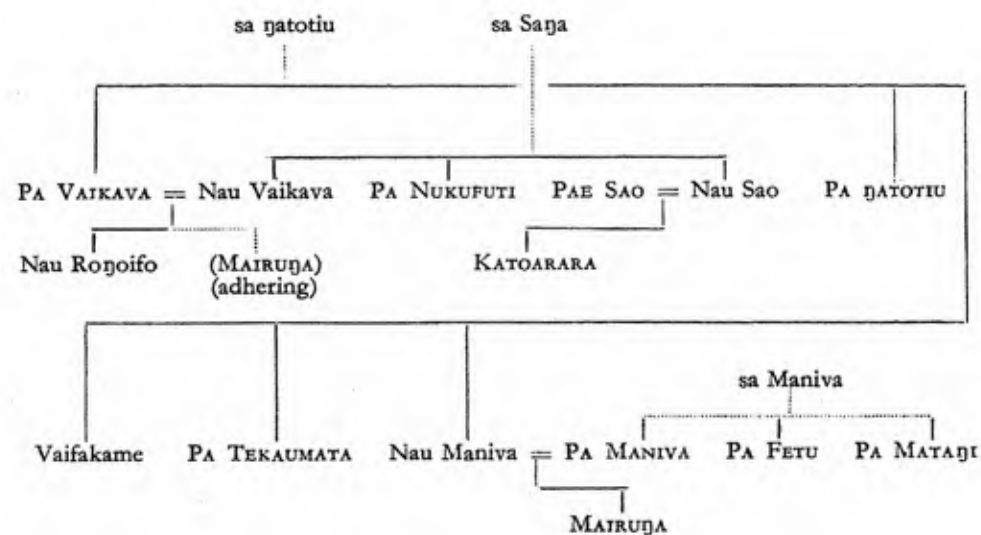 sa ŋatotiu sa Saŋa
Pa Vaikava = Nau Vaikava Pa Nukufuti Pae Sao = Nau Sao Pa ŋatotiu
Nau Roŋoifo (Mairuŋa) Katoarara
(adhering)
sa Maniva
Vaifakame Pa Tekaumata Nau Maniva = Pa Maniva Pa Fetu Pa Mataŋi
Mairuŋa